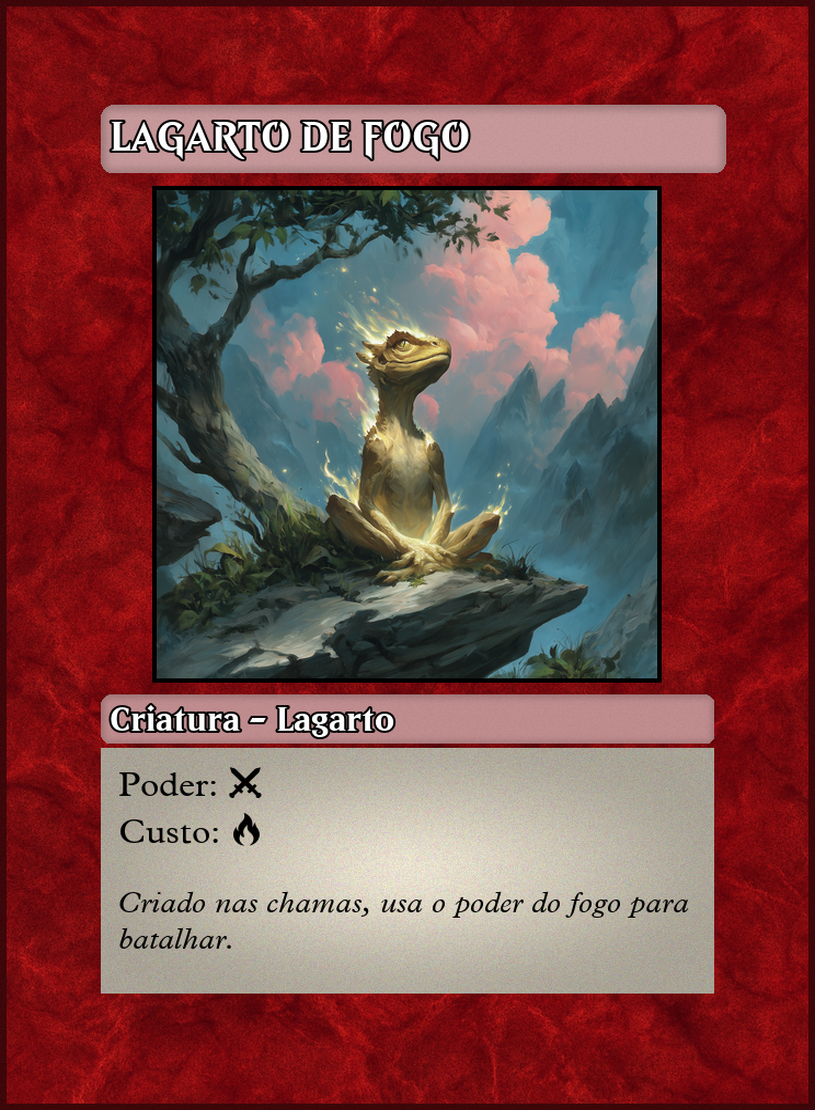 LAGARTO DE FOGO
Criatura - Lagarto
Poder:
Custo:
Criado nas chamas, usa o poder do fogo para
batalhar.